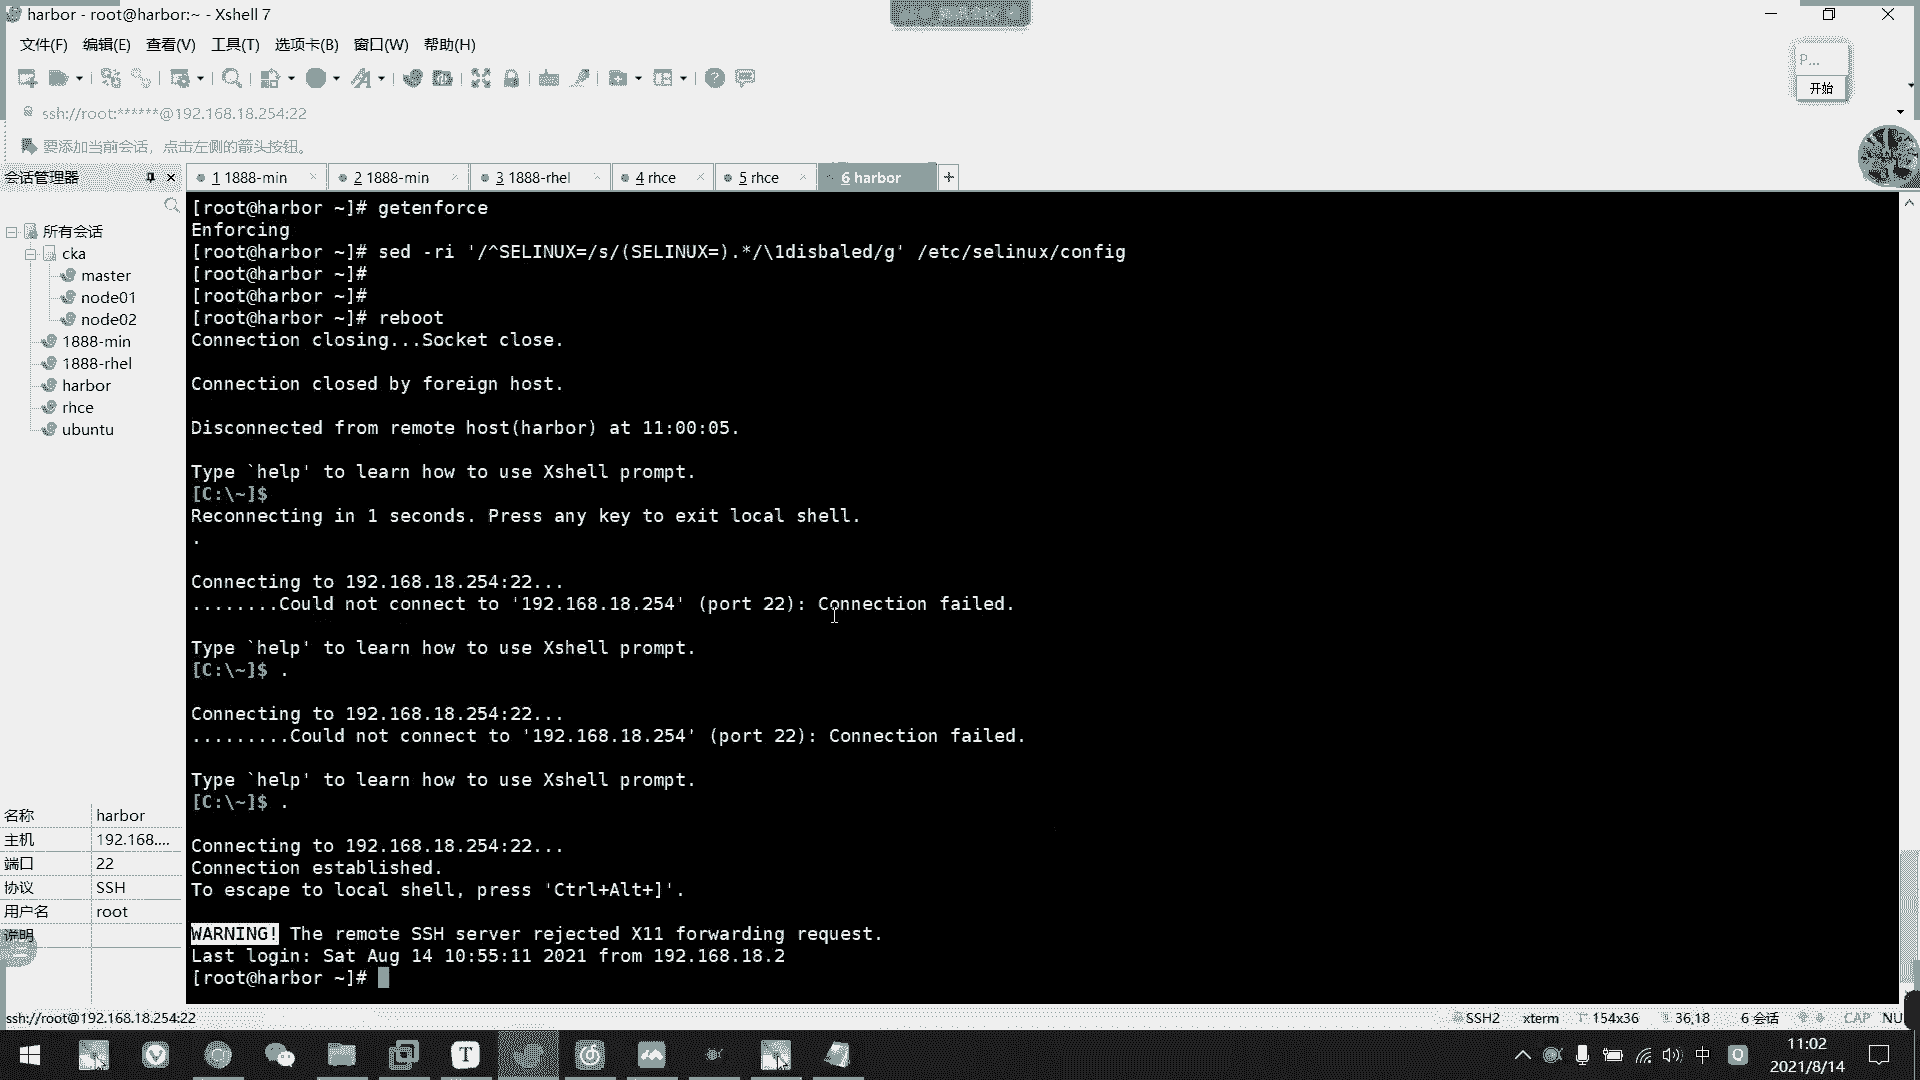 harbor - root@harbor:~ - Xshell 7
文件(F) 编辑(E) 查看(V) 工具(T) 选项卡(B) 窗口(W) 帮助(H)
P...
开始
ssh://root:******@192.168.18.254:22
要添加当前会话，点击左侧的箭头按钮。
会话管理器
1 1888-min
2 1888-min
3 1888-rhel
4 rhce
5 rhce
6 harbor
所有会话
cka
master
node01
node02
1888-min
1888-rhel
harbor
rhce
ubuntu
名称 harbor
主机 192.168....
端口 22
协议 SSH
用户名 root
说明
[root@harbor ~]# getenforce
Enforcing
[root@harbor ~]# sed -ri '/^SELINUX=/s/(SELINUX=).*/\1disbaled/g' /etc/selinux/config
[root@harbor ~]#
[root@harbor ~]#
[root@harbor ~]# reboot
Connection closing...Socket close.
Connection closed by foreign host.
Disconnected from remote host(harbor) at 11:00:05.
Type `help' to learn how to use Xshell prompt.
[C:\~]$
Reconnecting in 1 seconds. Press any key to exit local shell.
.
Connecting to 192.168.18.254:22...
........Could not connect to '192.168.18.254' (port 22): Connection failed.
Type `help' to learn how to use Xshell prompt.
[C:\~]$ .
Connecting to 192.168.18.254:22...
.........Could not connect to '192.168.18.254' (port 22): Connection failed.
Type `help' to learn how to use Xshell prompt.
[C:\~]$ .
Connecting to 192.168.18.254:22...
Connection established.
To escape to local shell, press 'Ctrl+Alt+]'.
WARNING! The remote SSH server rejected X11 forwarding request.
Last login: Sat Aug 14 10:55:11 2021 from 192.168.18.2
[root@harbor ~]#
ssh://root@192.168.18.254:22
SSH2 xterm 154x36 36,18 6 会话 CAP NU
中
11:02
2021/8/14